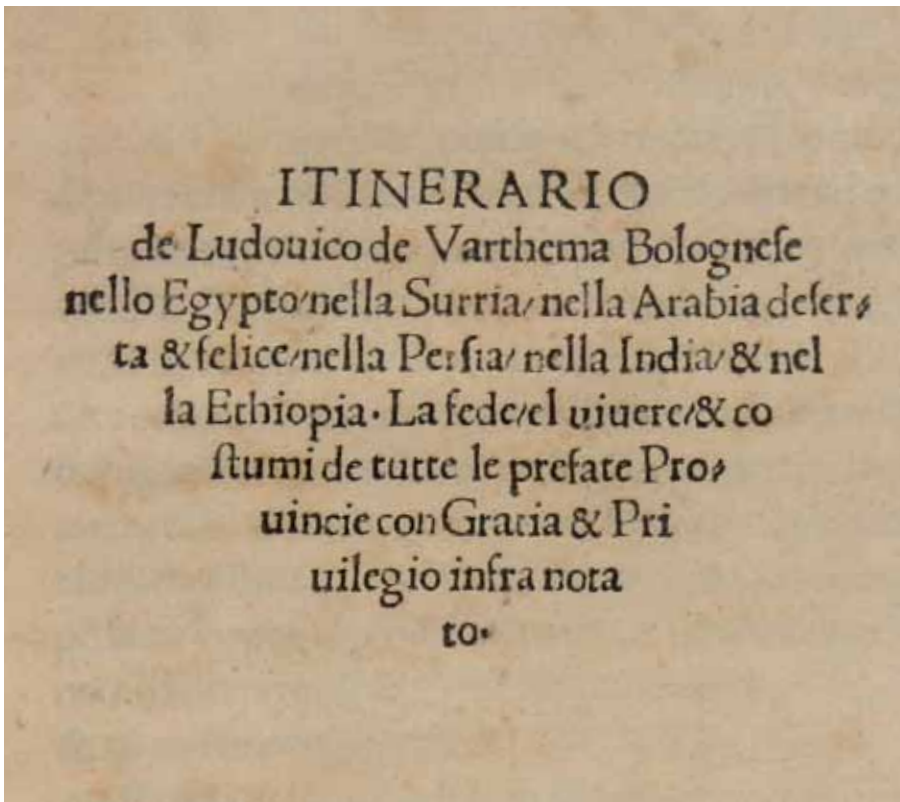 ITINERARIO
de Ludouico de Varthema Bologneſe
nello Egypto/nella Surria/nella Arabia deſer⸗
ta & felice/nella Perſia/nella India/& nel
la Ethiopia. La fede/el uiuere/& co
ſtumi de tutte le prefate Pro⸗
uincie con Gratia & Pri
uilegio infra nota
to.